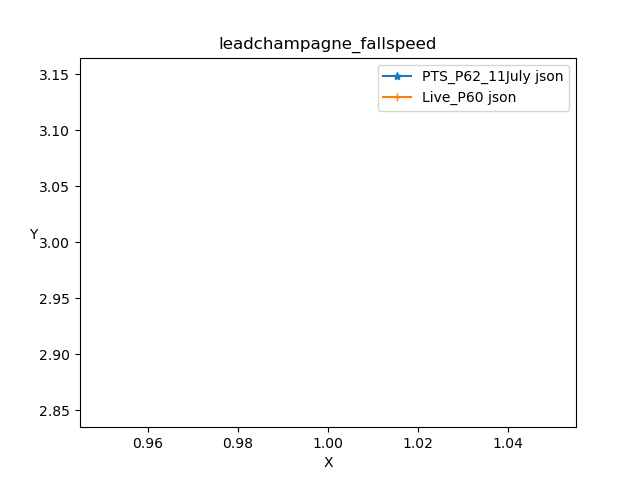 leadchampagne_fallspeed
PTS_P62_11July json
Live_P60 json
3.15
3.10
3.05
Y
3.00
2.95
2.90
2.85
0.96 0.98 1.00 1.02 1.04
X